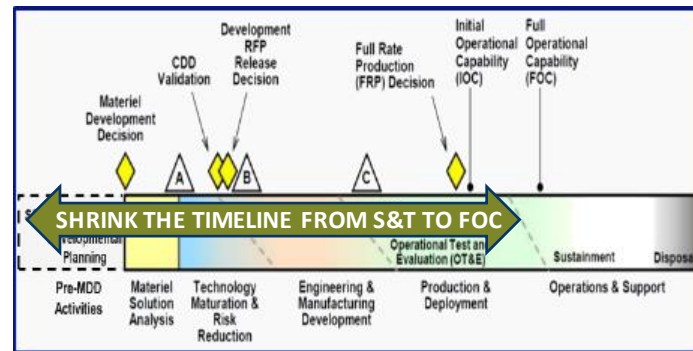 Development
RFP
Release
Decision
CDD
Validation
Materiel
Development
Decision
Full Rate
Production
(FRP) Decision
Initial
Operational
Capability
(IOC)
Full
Operational
Capability
(FOC)
A
B
C
SHRINK THE TIMELINE FROM S&T TO FOC
Planning
Operational Test an
Evaluation (OT&E)
Sustainment
Disposa
Pre-MDD
Activities
Materiel
Solution
Analysis
Technology
Maturation &
Risk
Reduction
Engineering &
Manufacturing
Development
Production &
Deployment
Operations & Support